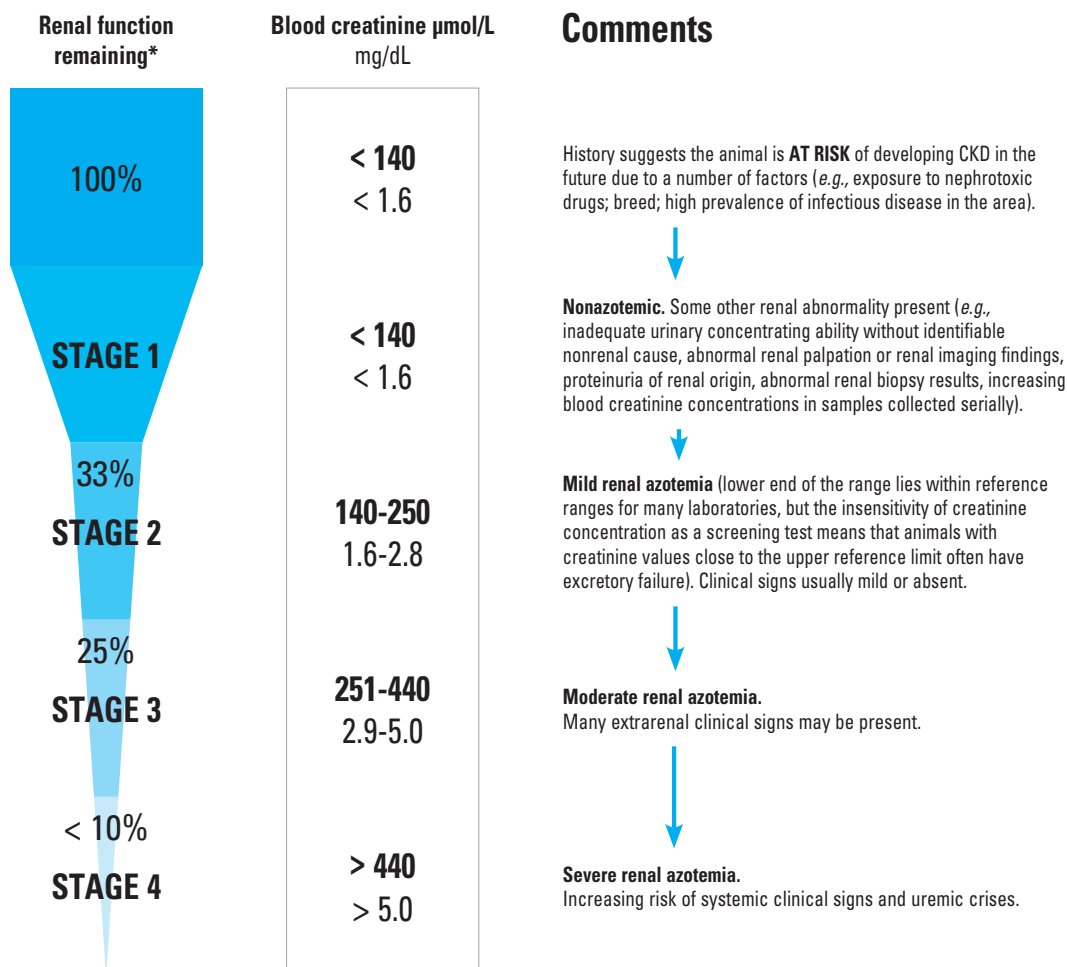 Renal function
remaining*
Blood creatinine µmol/L
mg/dL
Comments
100%
< 140
< 1.6
History suggests the animal is AT RISK of developing CKD in the
future due to a number of factors (e.g., exposure to nephrotoxic
drugs; breed; high prevalence of infectious disease in the area).
STAGE 1
< 140
< 1.6
Nonazotemic. Some other renal abnormality present (e.g.,
inadequate urinary concentrating ability without identifiable
nonrenal cause, abnormal renal palpation or renal imaging findings,
proteinuria of renal origin, abnormal renal biopsy results, increasing
blood creatinine concentrations in samples collected serially).
33%
STAGE 2
140-250
1.6-2.8
Mild renal azotemia (lower end of the range lies within reference
ranges for many laboratories, but the insensitivity of creatinine
concentration as a screening test means that animals with
creatinine values close to the upper reference limit often have
excretory failure). Clinical signs usually mild or absent.
25%
STAGE 3
251-440
2.9-5.0
Moderate renal azotemia.
Many extrarenal clinical signs may be present.
< 10%
STAGE 4
> 440
> 5.0
Severe renal azotemia.
Increasing risk of systemic clinical signs and uremic crises.